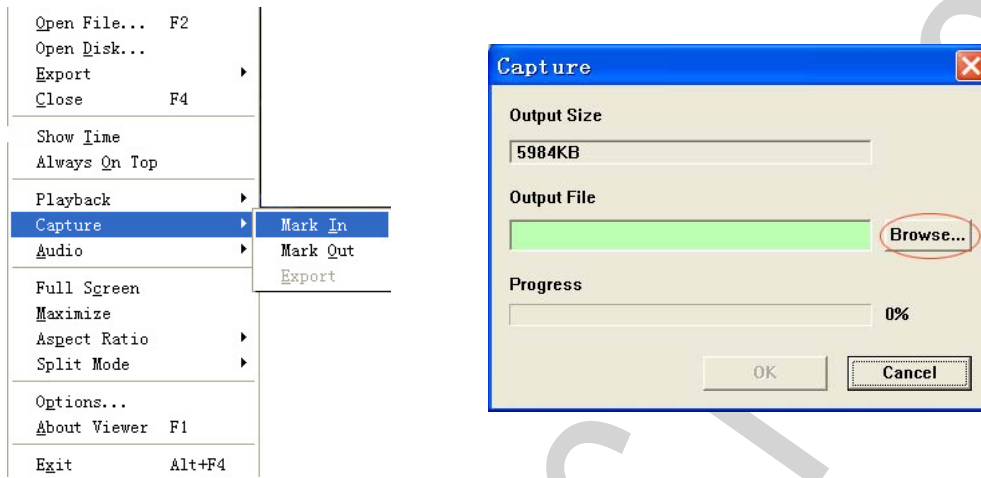 Open File... F2
Open Disk...
Export
Close F4
Show Time
Always On Top
Playback
Capture
Audio
Full Screen
Maximize
Aspect Ratio
Split Mode
Options...
About Viewer F1
Exit Alt+F4
Mark In
Mark Out
Export
Capture
Output Size
5984KB
Output File
Browse...
Progress
0%
OK Cancel